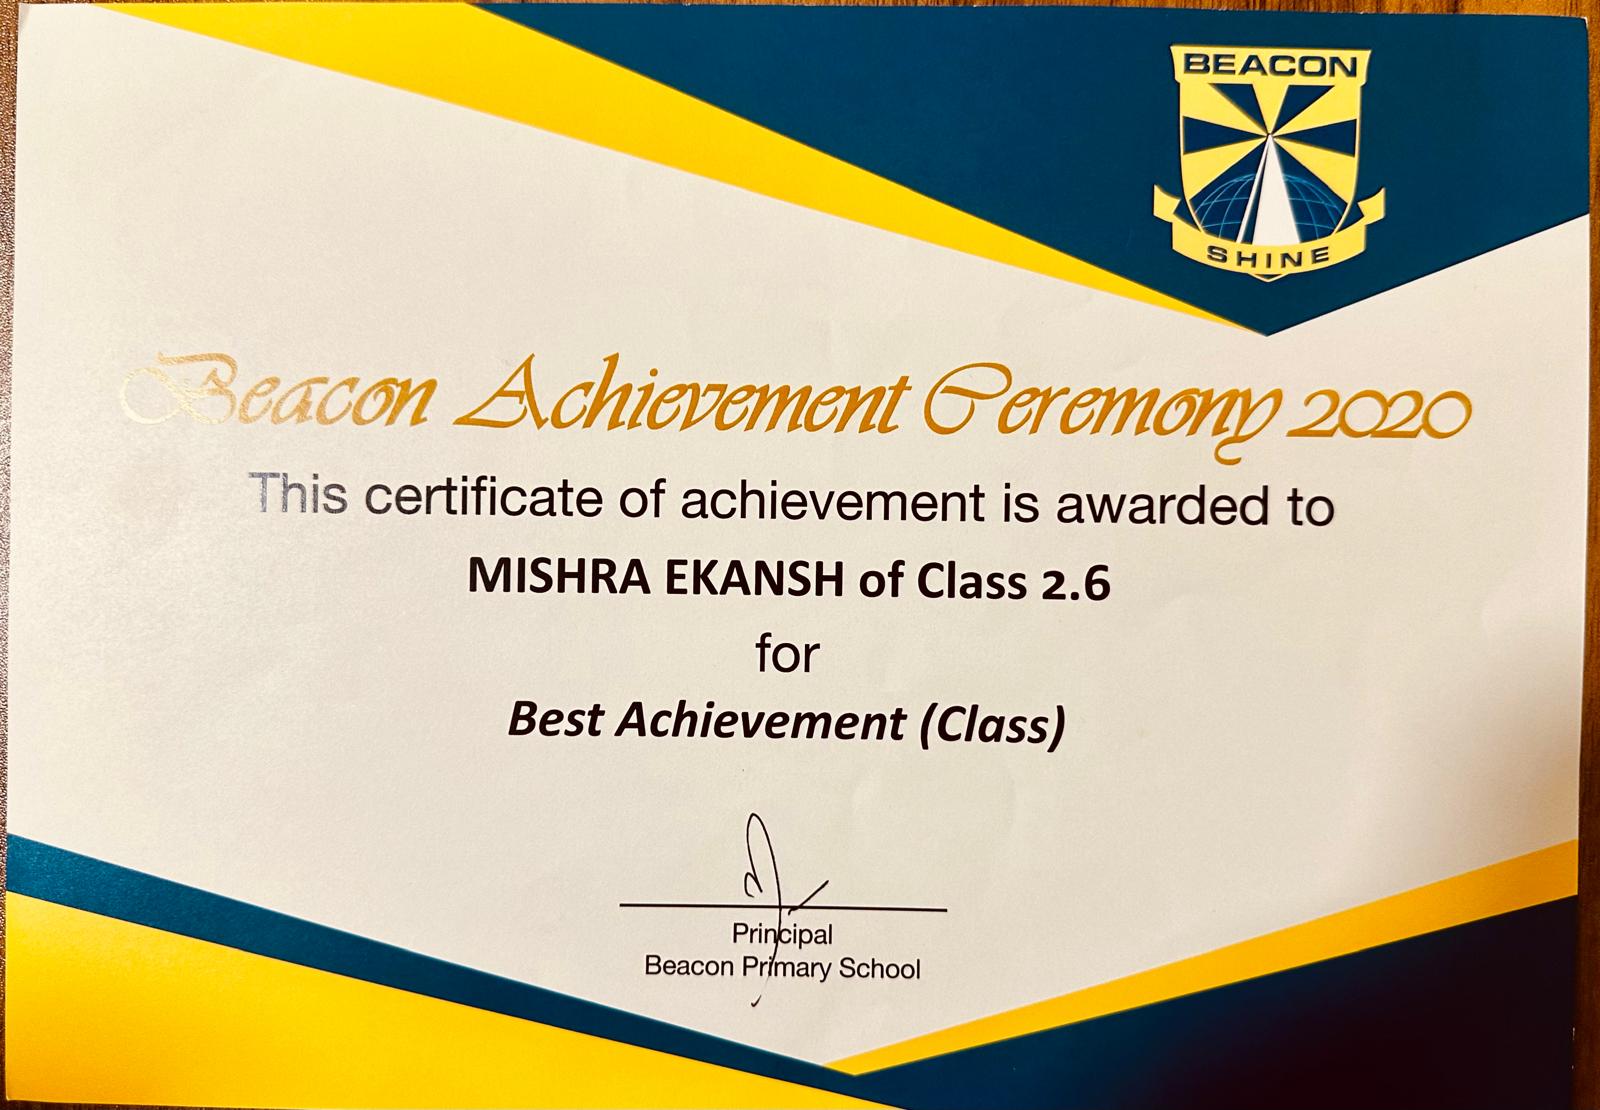 BEACON
SHINE
Beacon Achievement Ceremony 2020
This certificate of achievement is awarded to
MISHRA EKANSH of Class 2.6
for
Best Achievement (Class)
Principal
Beacon Primary School